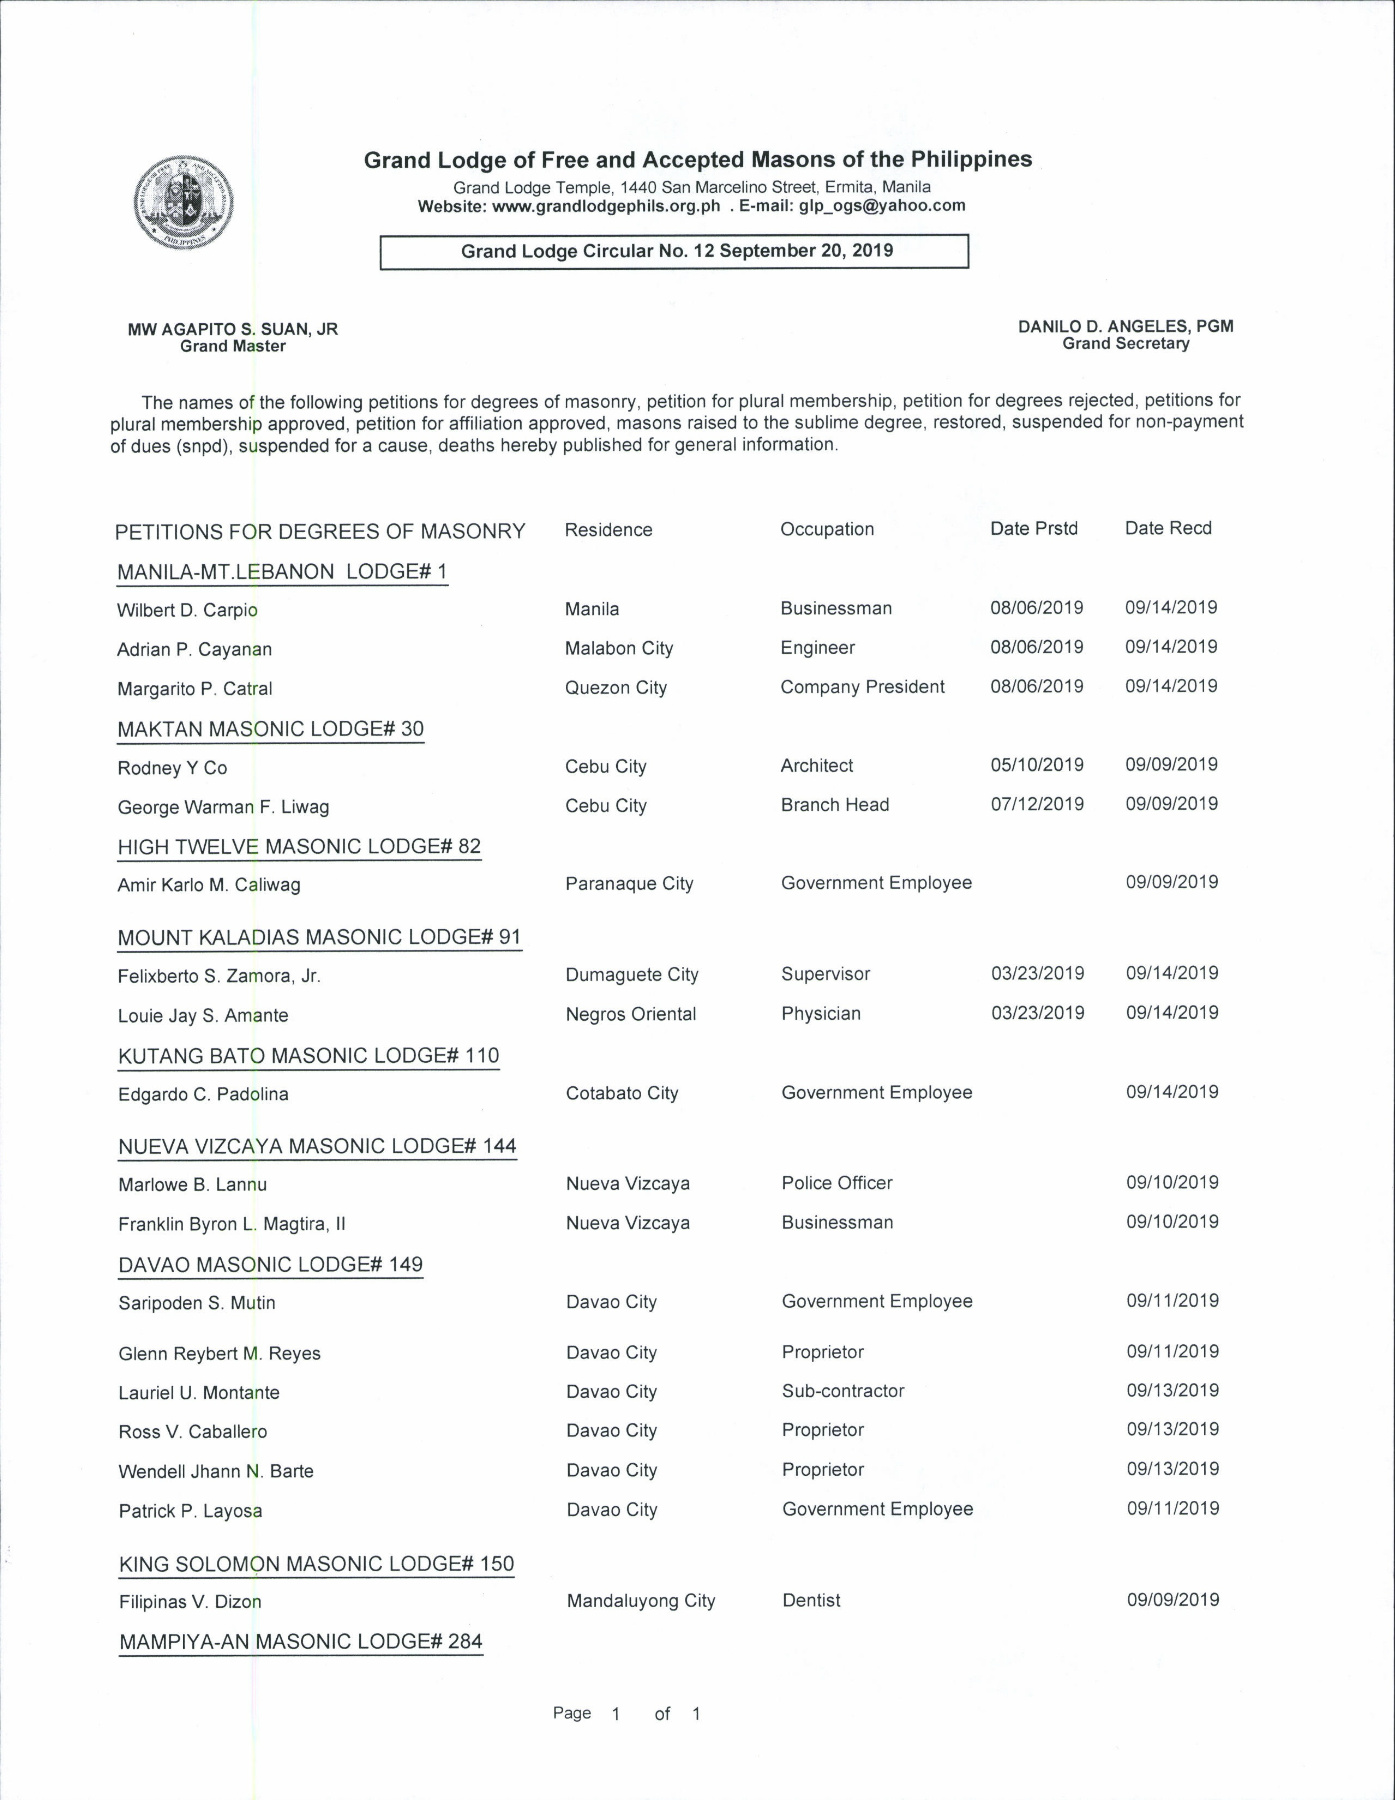 Grand Lodge of Free and Accepted Masons of the Philippines
Grand Lodge Temple, 1440 San Marcelino Street, Ermita, Manila
Website: www.grandlodgephils.org.ph . E-mail: glp_ogs@yahoo.com
PHILIPPINES
Grand Lodge Circular No. 12 September 20, 2019
MW AGAPITO S. SUAN, JR DANILO D. ANGELES, PGM
Grand Master Grand Secretary
The names of the following petitions for degrees of masonry, petition for plural membership, petition for degrees rejected, petitions for
plural membership approved, petition for affiliation approved, masons raised to the sublime degree, restored, suspended for non-payment
of dues (snpd), suspended for a cause, deaths hereby published for general information.
PETITIONS FOR DEGREES OF MASONRY Residence Occupation Date Prstd Date Recd
MANILA-MT.LEBANON LODGE# 1
Wilbert D. Carpio Manila Businessman 08/06/2019 09/14/2019
Adrian P. Cayanan Malabon City Engineer 08/06/2019 09/14/2019
Margarito P. Catral Quezon City Company President 08/06/2019 09/14/2019
MAKTAN MASONIC LODGE# 30
Rodney Y Co Cebu City Architect 05/10/2019 09/09/2019
George Warman F. Liwag Cebu City Branch Head 07/12/2019 09/09/2019
HIGH TWELVE MASONIC LODGE# 82
Amir Karlo M. Caliwag Paranaque City Government Employee 09/09/2019
MOUNT KALADIAS MASONIC LODGE# 91
Felixberto S. Zamora, Jr. Dumaguete City Supervisor 03/23/2019 09/14/2019
Louie Jay S. Amante Negros Oriental Physician 03/23/2019 09/14/2019
KUTANG BATO MASONIC LODGE# 110
Edgardo C. Padolina Cotabato City Government Employee 09/14/2019
NUEVA VIZCAYA MASONIC LODGE# 144
Marlowe B. Lannu Nueva Vizcaya Police Officer 09/10/2019
Franklin Byron L. Magtira, II Nueva Vizcaya Businessman 09/10/2019
DAVAO MASONIC LODGE# 149
Saripoden S. Mutin Davao City Government Employee 09/11/2019
Glenn Reybert M. Reyes Davao City Proprietor 09/11/2019
Lauriel U. Montante Davao City Sub-contractor 09/13/2019
Ross V. Caballero Davao City Proprietor 09/13/2019
Wendell Jhann N. Barte Davao City Proprietor 09/13/2019
Patrick P. Layosa Davao City Government Employee 09/11/2019
KING SOLOMON MASONIC LODGE# 150
Filipinas V. Dizon Mandaluyong City Dentist 09/09/2019
MAMPIYA-AN MASONIC LODGE# 284
Page 1 of 1